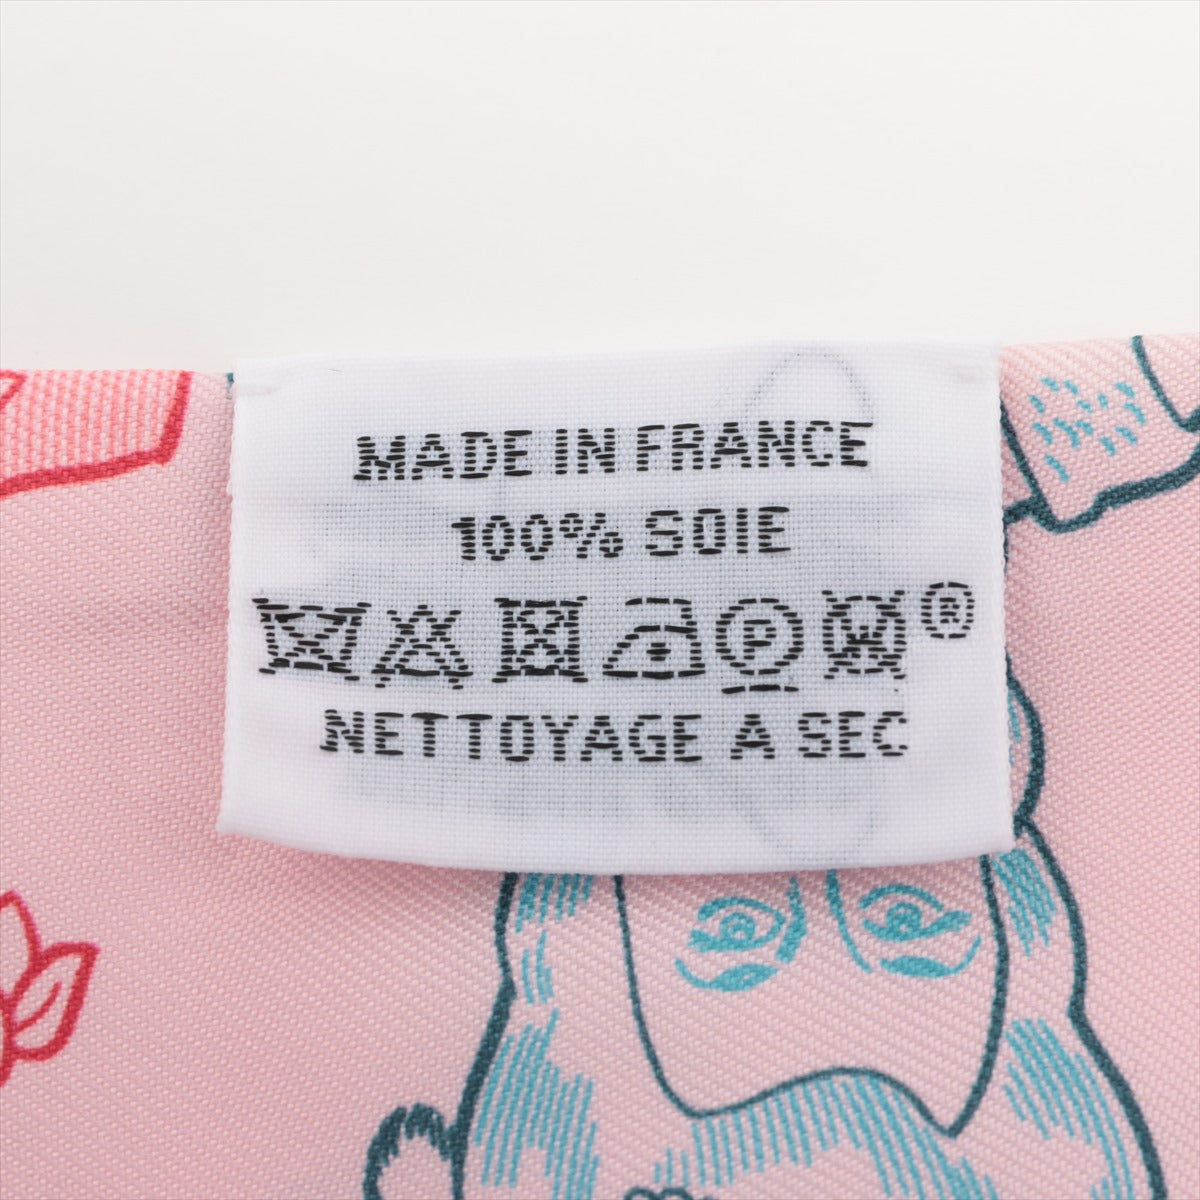 MADE IN FRANCE
100% SOIE
P W ®
NETTOYAGE A SEC